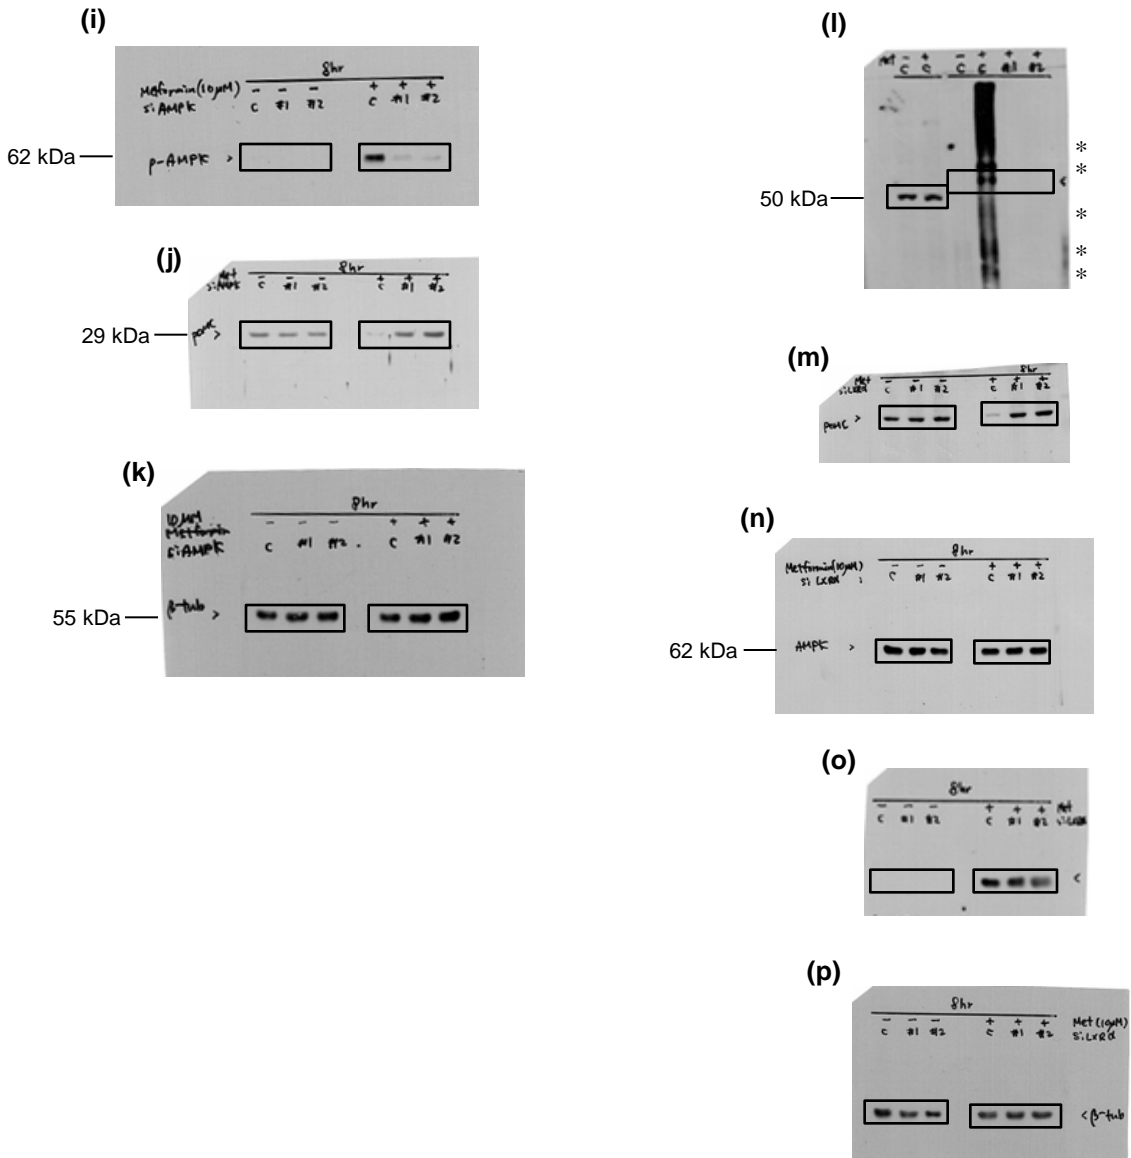 (i)
8hr
Metformin(10µM) - - - + + +
siAMPK C #1 #2 C #1 #2
62 kDa
p-AMPK >
(j)
8hr
Met - - - + + +
siAMPK C #1 #2 C #1 #2
29 kDa
POMC >
(k)
8hr
10µM
Metformin - - - + + +
siAMPK C #1 #2 . C #1 #2
55 kDa
β-tub >
(l)
Met - + - + + +
C C C C #1 #2
*
*
<
50 kDa
*
*
*
(m)
8hr
Met - - - + + +
siLXRα C #1 #2 C #1 #2
POMC >
(n)
8hr
Metformin(10µM) - - - + + +
siLXRα : C #1 #2 C #1 #2
62 kDa
AMPK >
(o)
8hr
- - - + + + Met
C #1 #2 C #1 #2 siLXRα
<
(p)
8hr
- - - + + + Met(10µM)
C #1 #2 C #1 #2 siLXRα
<β-tub